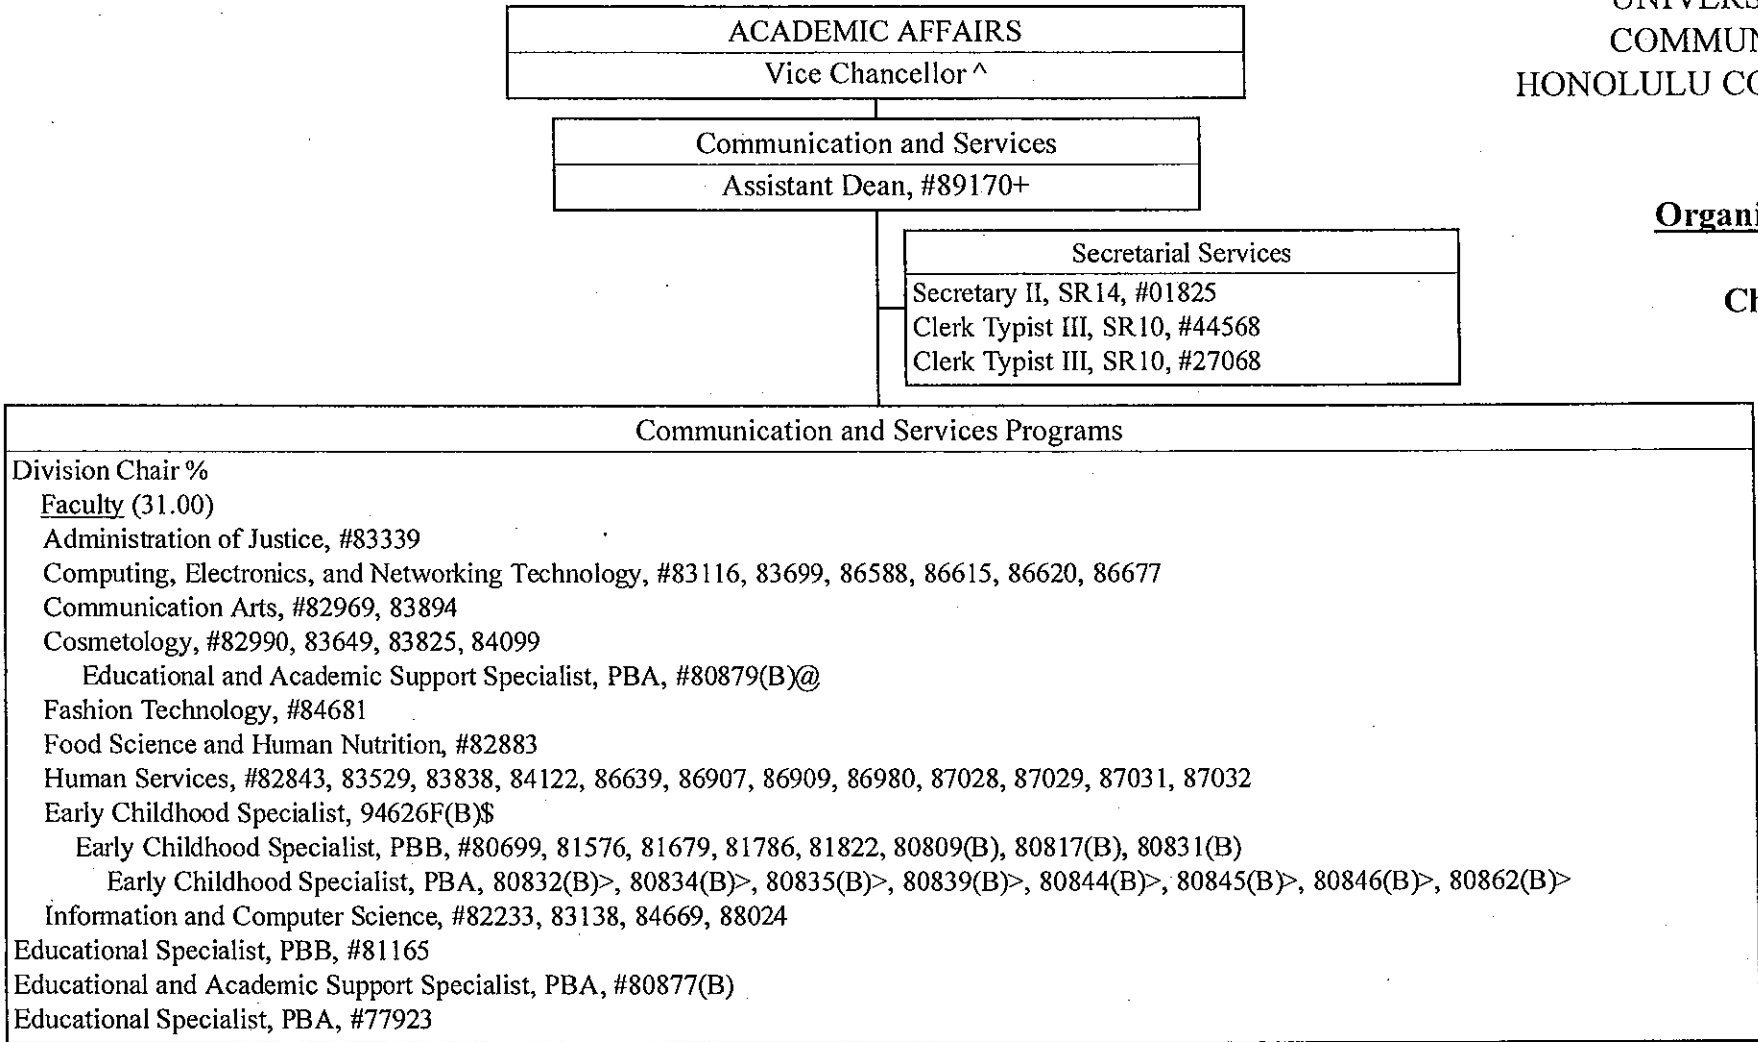 ACADEMIC AFFAIRS
Vice Chancellor ^
UNIVERS
COMMUN
HONOLULU CO
Communication and Services
Assistant Dean, #89170+
Organi
Secretarial Services
Secretary II, SR14, #01825
Clerk Typist III, SR10, #44568
Clerk Typist III, SR10, #27068
Ch
Communication and Services Programs
Division Chair %
Faculty (31.00)
Administration of Justice, #83339
Computing, Electronics, and Networking Technology, #83116, 83699, 86588, 86615, 86620, 86677
Communication Arts, #82969, 83894
Cosmetology, #82990, 83649, 83825, 84099
Educational and Academic Support Specialist, PBA, #80879(B)@
Fashion Technology, #84681
Food Science and Human Nutrition, #82883
Human Services, #82843, 83529, 83838, 84122, 86639, 86907, 86909, 86980, 87028, 87029, 87031, 87032
Early Childhood Specialist, 94626F(B)$
Early Childhood Specialist, PBB, #80699, 81576, 81679, 81786, 81822, 80809(B), 80817(B), 80831(B)
Early Childhood Specialist, PBA, 80832(B)>, 80834(B)>, 80835(B)>, 80839(B)>, 80844(B)>, 80845(B)>, 80846(B)>, 80862(B)>
Information and Computer Science, #82233, 83138, 84669, 88024
Educational Specialist, PBB, #81165
Educational and Academic Support Specialist, PBA, #80877(B)
Educational Specialist, PBA, #77923